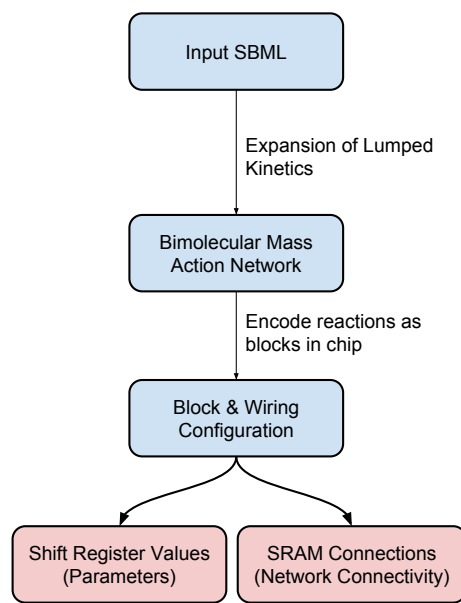 Input SBML
Expansion of Lumped
Kinetics
Bimolecular Mass
Action Network
Encode reactions as
blocks in chip
Block & Wiring
Configuration
Shift Register Values
(Parameters)
SRAM Connections
(Network Connectivity)